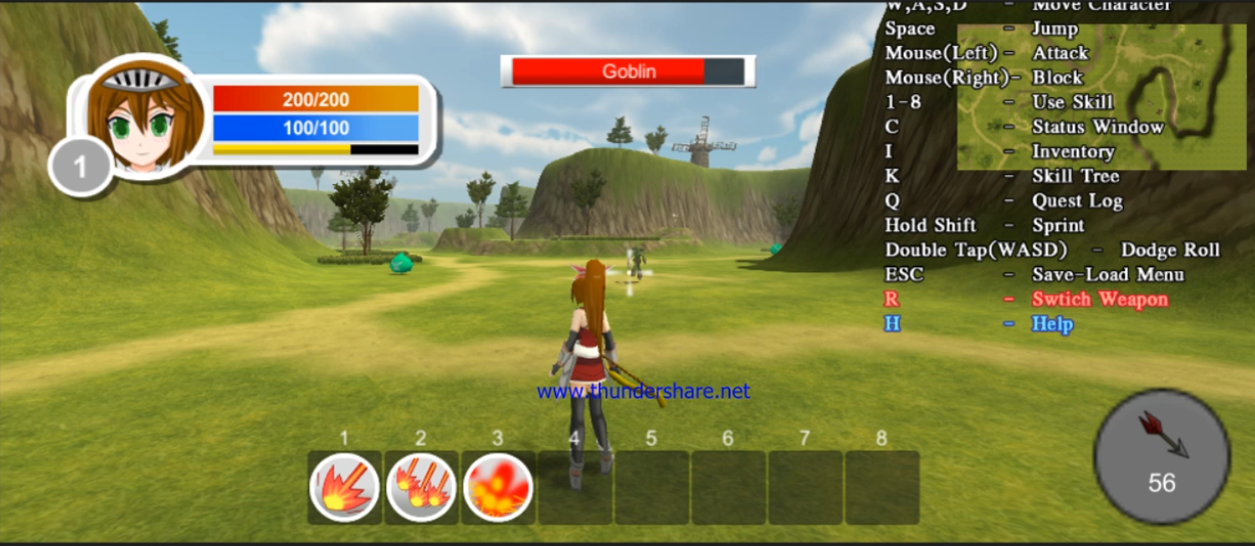 W,A,S,D - Move Character
Space - Jump
Mouse(Left) - Attack
Mouse(Right)- Block
1-8 - Use Skill
C - Status Window
I - Inventory
K - Skill Tree
Q - Quest Log
Hold Shift - Sprint
Double Tap(WASD) - Dodge Roll
ESC - Save-Load Menu
R - Swtich Weapon
H - Help
Goblin
200/200
100/100
1
www.thundershare.net
1 2 3 4 5 6 7 8
56